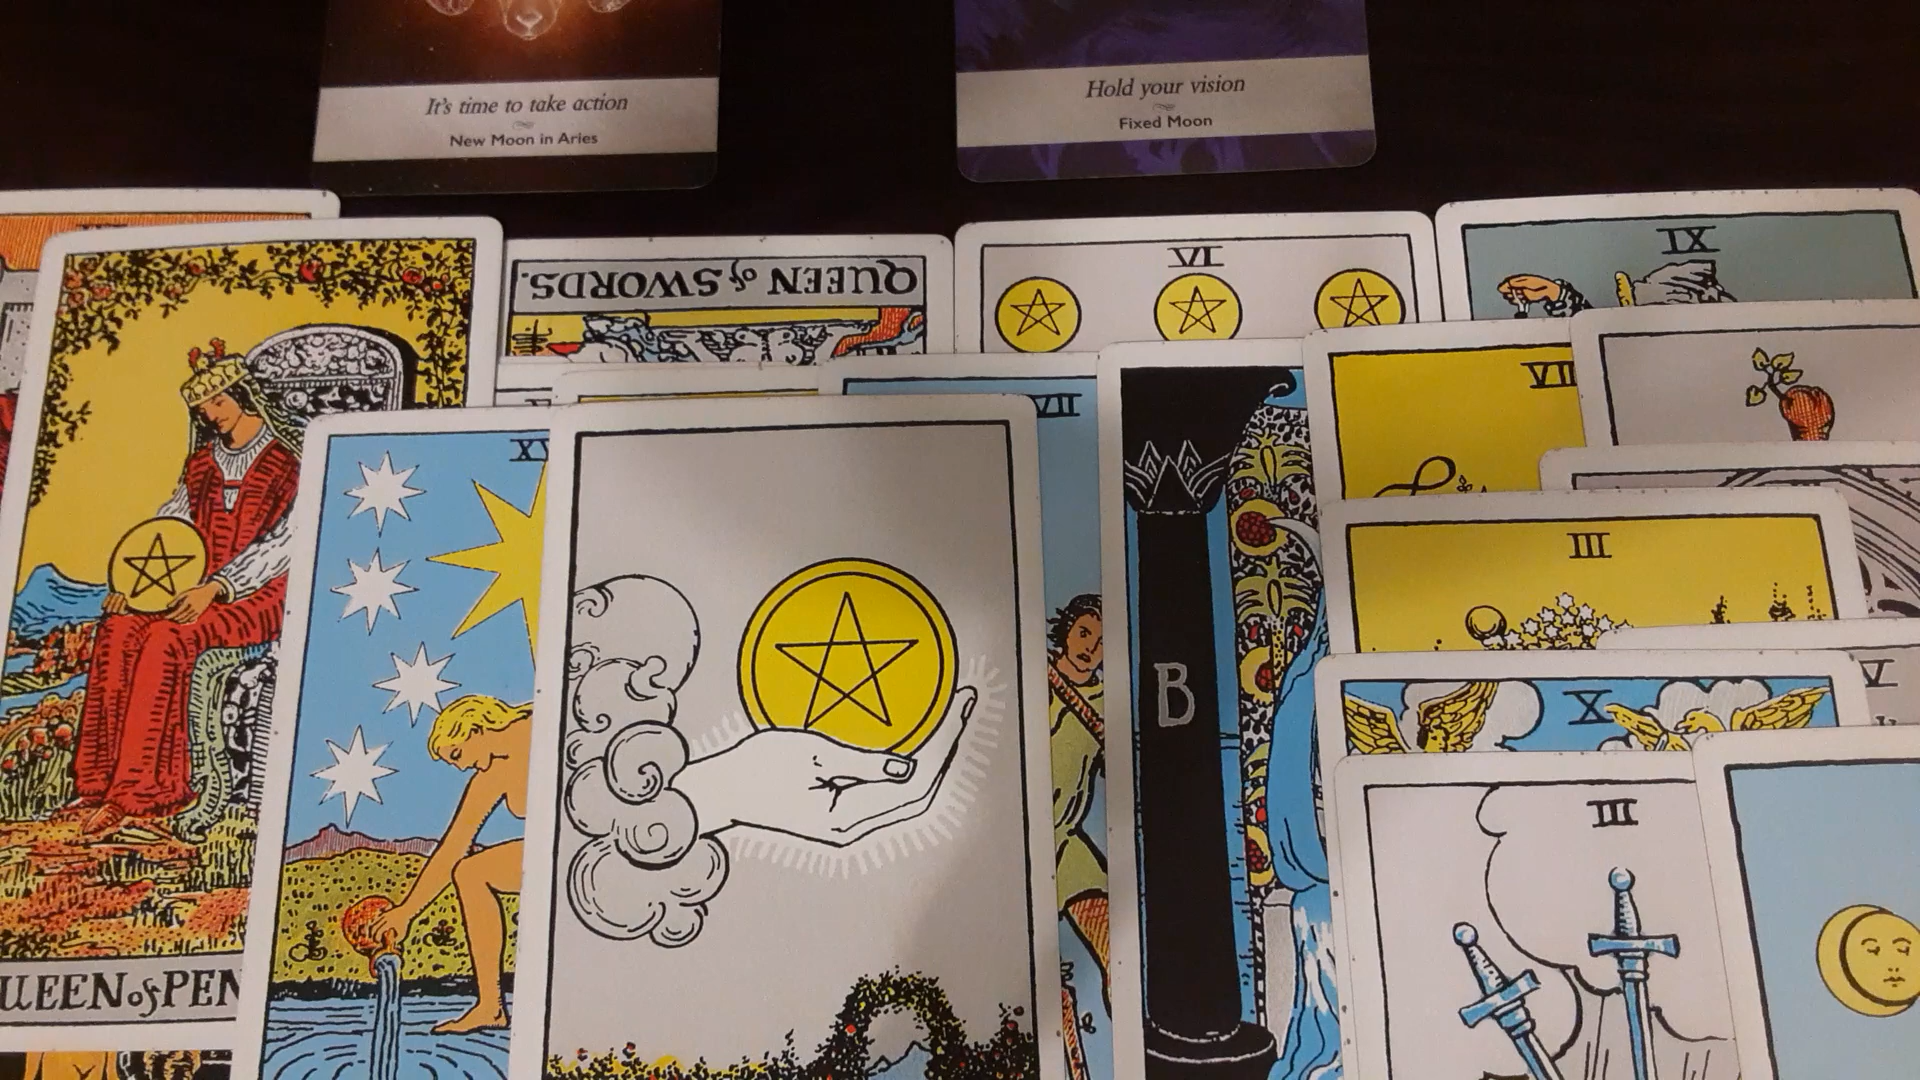 It's time to take action
New Moon in Aries
Hold your vision
Fixed Moon
QUEEN of SWORDS.
VI
IX
VII
VII
XV
III
V
X
B
III
UEEN of PEN